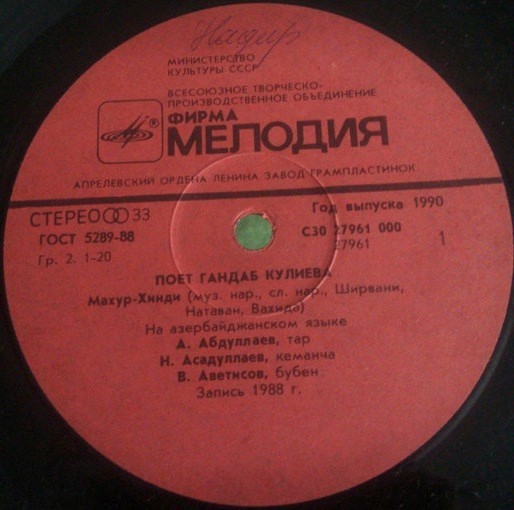 Надир
МИНИСТЕРСТВО
КУЛЬТУРЫ СССР
ВСЕСОЮЗНОЕ ТВОРЧЕСКО-
ПРОИЗВОДСТВЕННОЕ ОБЪЕДИНЕНИЕ
ФИРМА
МЕЛОДИЯ
АПРЕЛЕВСКИЙ ОРДЕНА ЛЕНИНА ЗАВОД ГРАМПЛАСТИНОК
СТЕРЕО 33
Год выпуска 1990
ГОСТ 5289-88
С30 27961 000
Гр. 2. 1-20
27961
1
ПОЕТ ГАНДАБ КУЛИЕВА
Махур-Хинди (муз. нар., сл. нар., Ширвани,
Натаван, Вахида)
На азербайджанском языке
А. Абдуллаев, тар
Н. Асадуллаев, кеманча
В. Аветисов, бубен
Запись 1988 г.